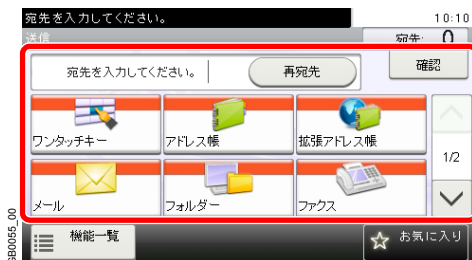 宛先を入力してください。 10:10
送信 宛先: 0
宛先を入力してください。 再宛先 確認
ワンタッチキー アドレス帳 拡張アドレス帳
1/2
メール フォルダー ファクス
機能一覧 お気に入り
GB0055_00